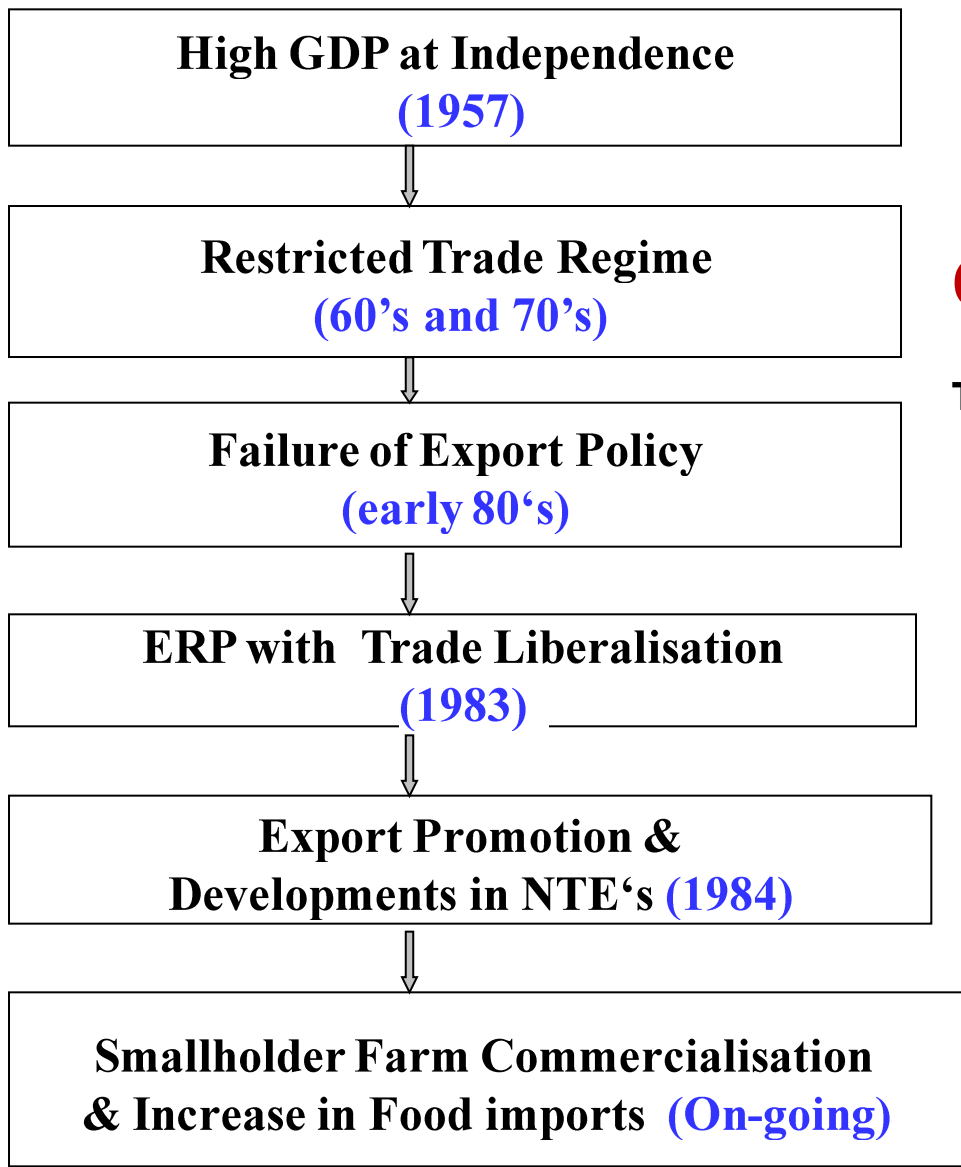 High GDP at Independence
(1957)
Restricted Trade Regime
(60’s and 70’s)
Failure of Export Policy
(early 80‘s)
ERP with Trade Liberalisation
(1983)
Export Promotion &
Developments in NTE‘s (1984)
Smallholder Farm Commercialisation
& Increase in Food imports (On-going)